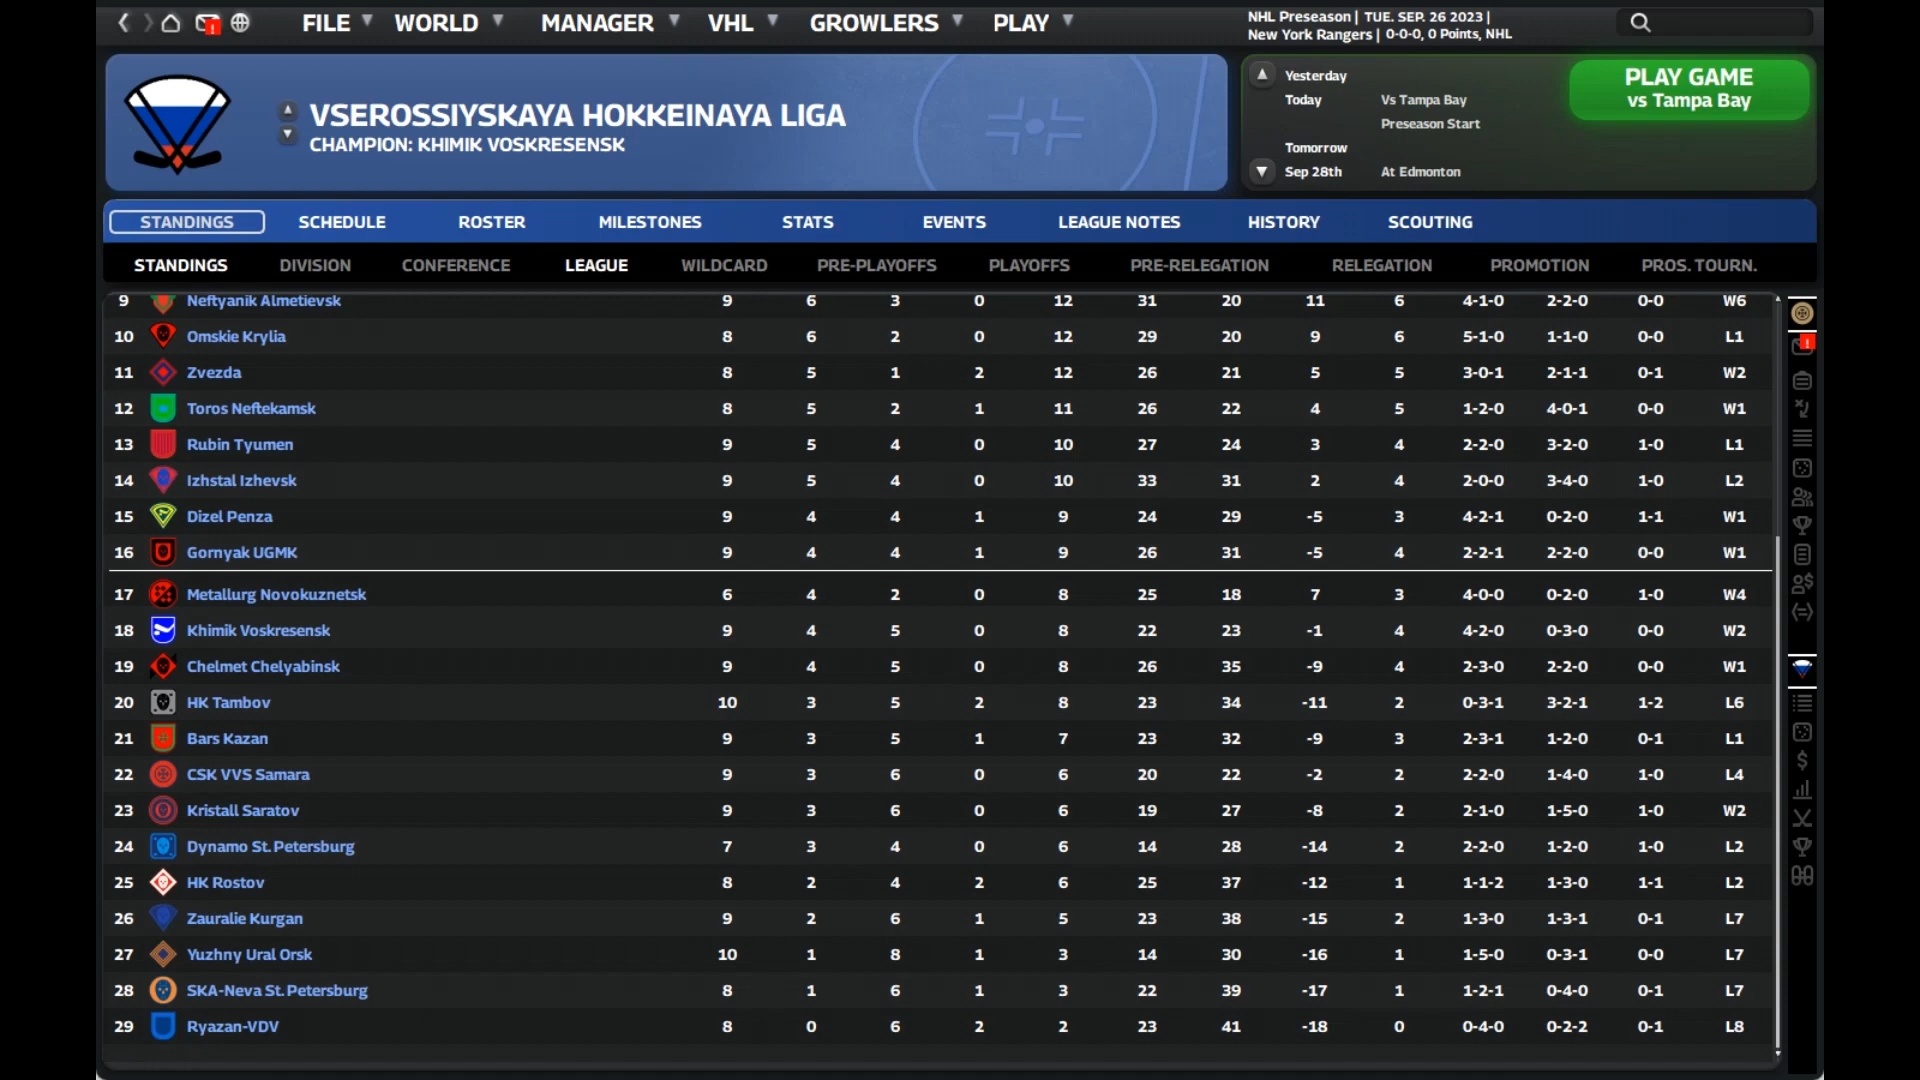 FILE WORLD MANAGER VHL GROWLERS PLAY
NHL Preseason | TUE. SEP. 26 2023 |
New York Rangers | 0-0-0, 0 Points, NHL
VSEROSSIYSKAYA HOKKEINAYA LIGA
CHAMPION: KHIMIK VOSKRESENSK
Yesterday
Today Vs Tampa Bay
Preseason Start
Tomorrow
Sep 28th At Edmonton
PLAY GAME
vs Tampa Bay
STANDINGS SCHEDULE ROSTER MILESTONES STATS EVENTS LEAGUE NOTES HISTORY SCOUTING
STANDINGS DIVISION CONFERENCE LEAGUE WILDCARD PRE-PLAYOFFS PLAYOFFS PRE-RELEGATION RELEGATION PROMOTION PROS. TOURN.
9 Neftyanik Almetievsk 9 6 3 0 12 31 20 11 6 4-1-0 2-2-0 0-0 W6
10 Omskie Krylia 8 6 2 0 12 29 20 9 6 5-1-0 1-1-0 0-0 L1
11 Zvezda 8 5 1 2 12 26 21 5 5 3-0-1 2-1-1 0-1 W2
12 Toros Neftekamsk 8 5 2 1 11 26 22 4 5 1-2-0 4-0-1 0-0 W1
13 Rubin Tyumen 9 5 4 0 10 27 24 3 4 2-2-0 3-2-0 1-0 L1
14 Izhstal Izhevsk 9 5 4 0 10 33 31 2 4 2-0-0 3-4-0 1-0 L2
15 Dizel Penza 9 4 4 1 9 24 29 -5 3 4-2-1 0-2-0 1-1 W1
16 Gornyak UGMK 9 4 4 1 9 26 31 -5 4 2-2-1 2-2-0 0-0 W1
17 Metallurg Novokuznetsk 6 4 2 0 8 25 18 7 3 4-0-0 0-2-0 1-0 W4
18 Khimik Voskresensk 9 4 5 0 8 22 23 -1 4 4-2-0 0-3-0 0-0 W2
19 Chelmet Chelyabinsk 9 4 5 0 8 26 35 -9 4 2-3-0 2-2-0 0-0 W1
20 HK Tambov 10 3 5 2 8 23 34 -11 2 0-3-1 3-2-1 1-2 L6
21 Bars Kazan 9 3 5 1 7 23 32 -9 3 2-3-1 1-2-0 0-1 L1
22 CSK VVS Samara 9 3 6 0 6 20 22 -2 2 2-2-0 1-4-0 1-0 L4
23 Kristall Saratov 9 3 6 0 6 19 27 -8 2 2-1-0 1-5-0 1-0 W2
24 Dynamo St. Petersburg 7 3 4 0 6 14 28 -14 2 2-2-0 1-2-0 1-0 L2
25 HK Rostov 8 2 4 2 6 25 37 -12 1 1-1-2 1-3-0 1-1 L2
26 Zauralie Kurgan 9 2 6 1 5 23 38 -15 2 1-3-0 1-3-1 0-1 L7
27 Yuzhny Ural Orsk 10 1 8 1 3 14 30 -16 1 1-5-0 0-3-1 0-0 L7
28 SKA-Neva St. Petersburg 8 1 6 1 3 22 39 -17 1 1-2-1 0-4-0 0-1 L7
29 Ryazan-VDV 8 0 6 2 2 23 41 -18 0 0-4-0 0-2-2 0-1 L8